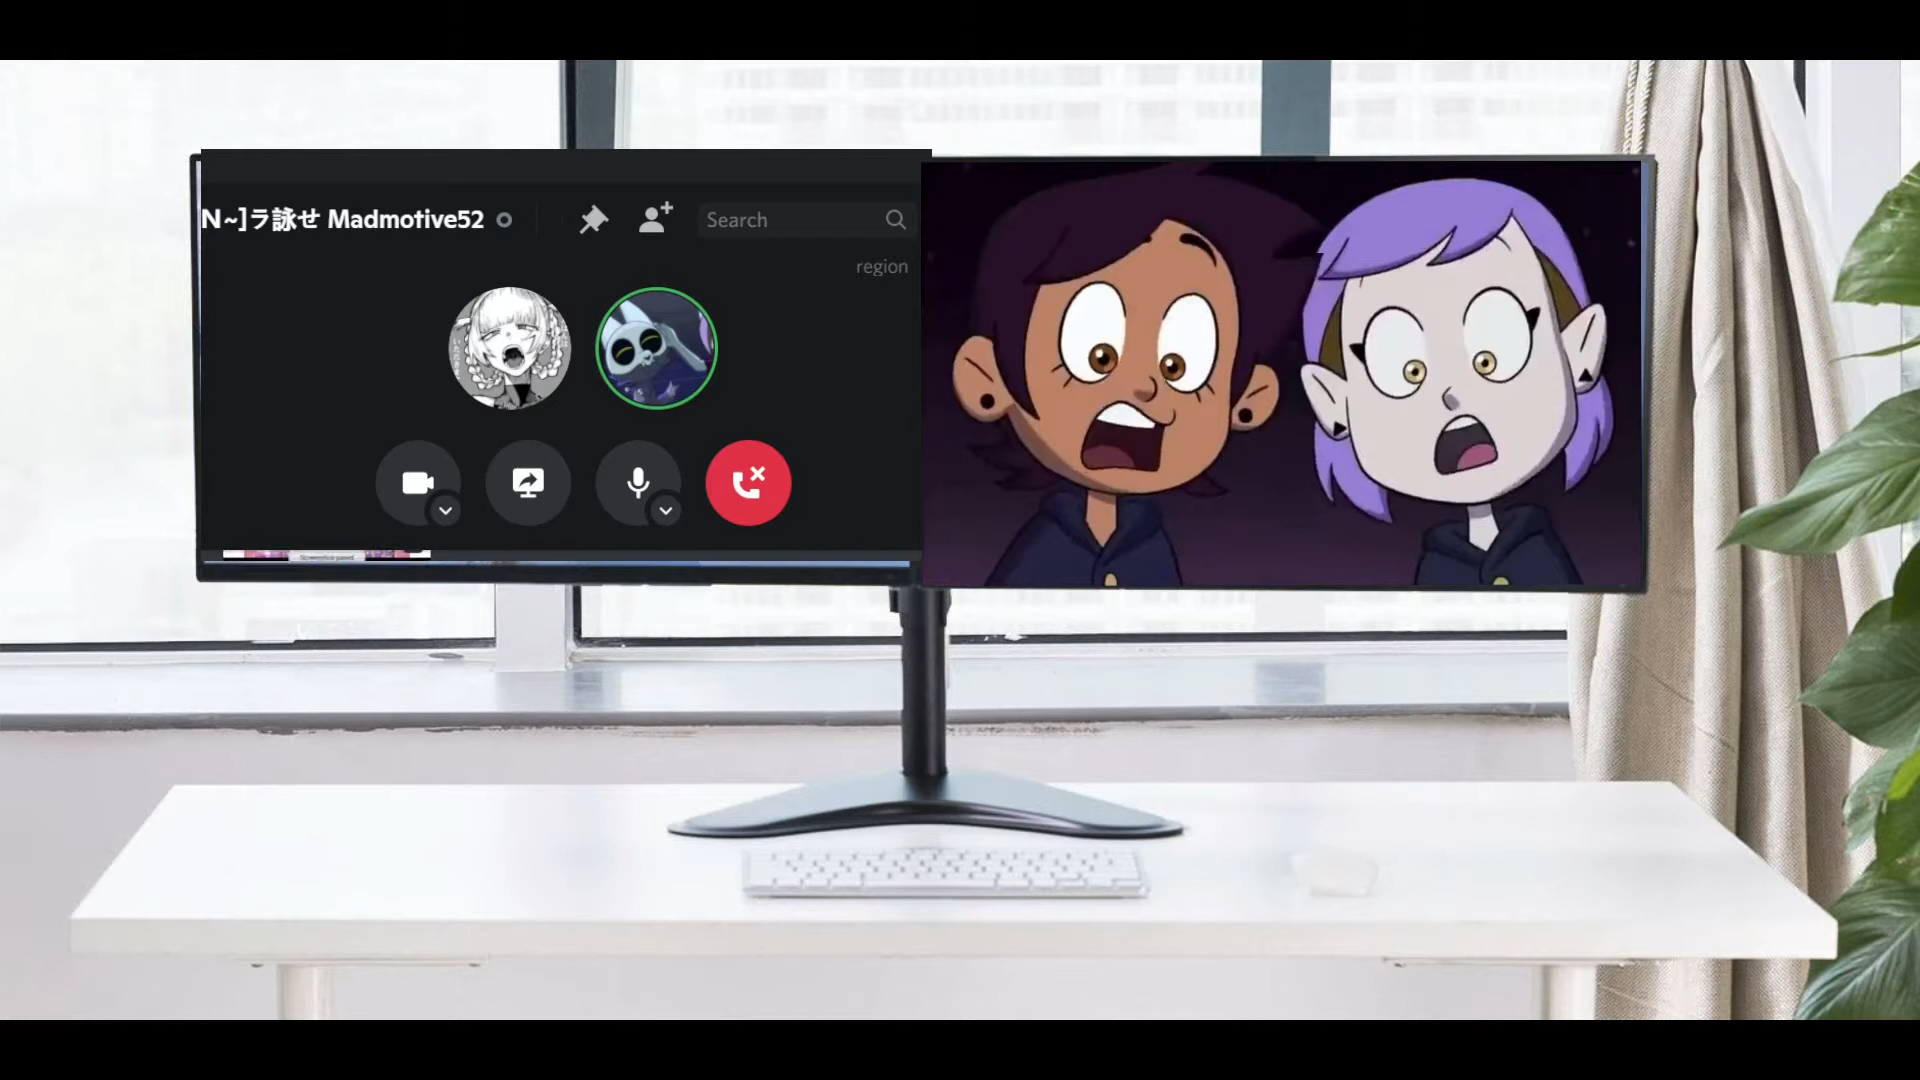 N~]ラ詠せ Madmotive52
Search
region